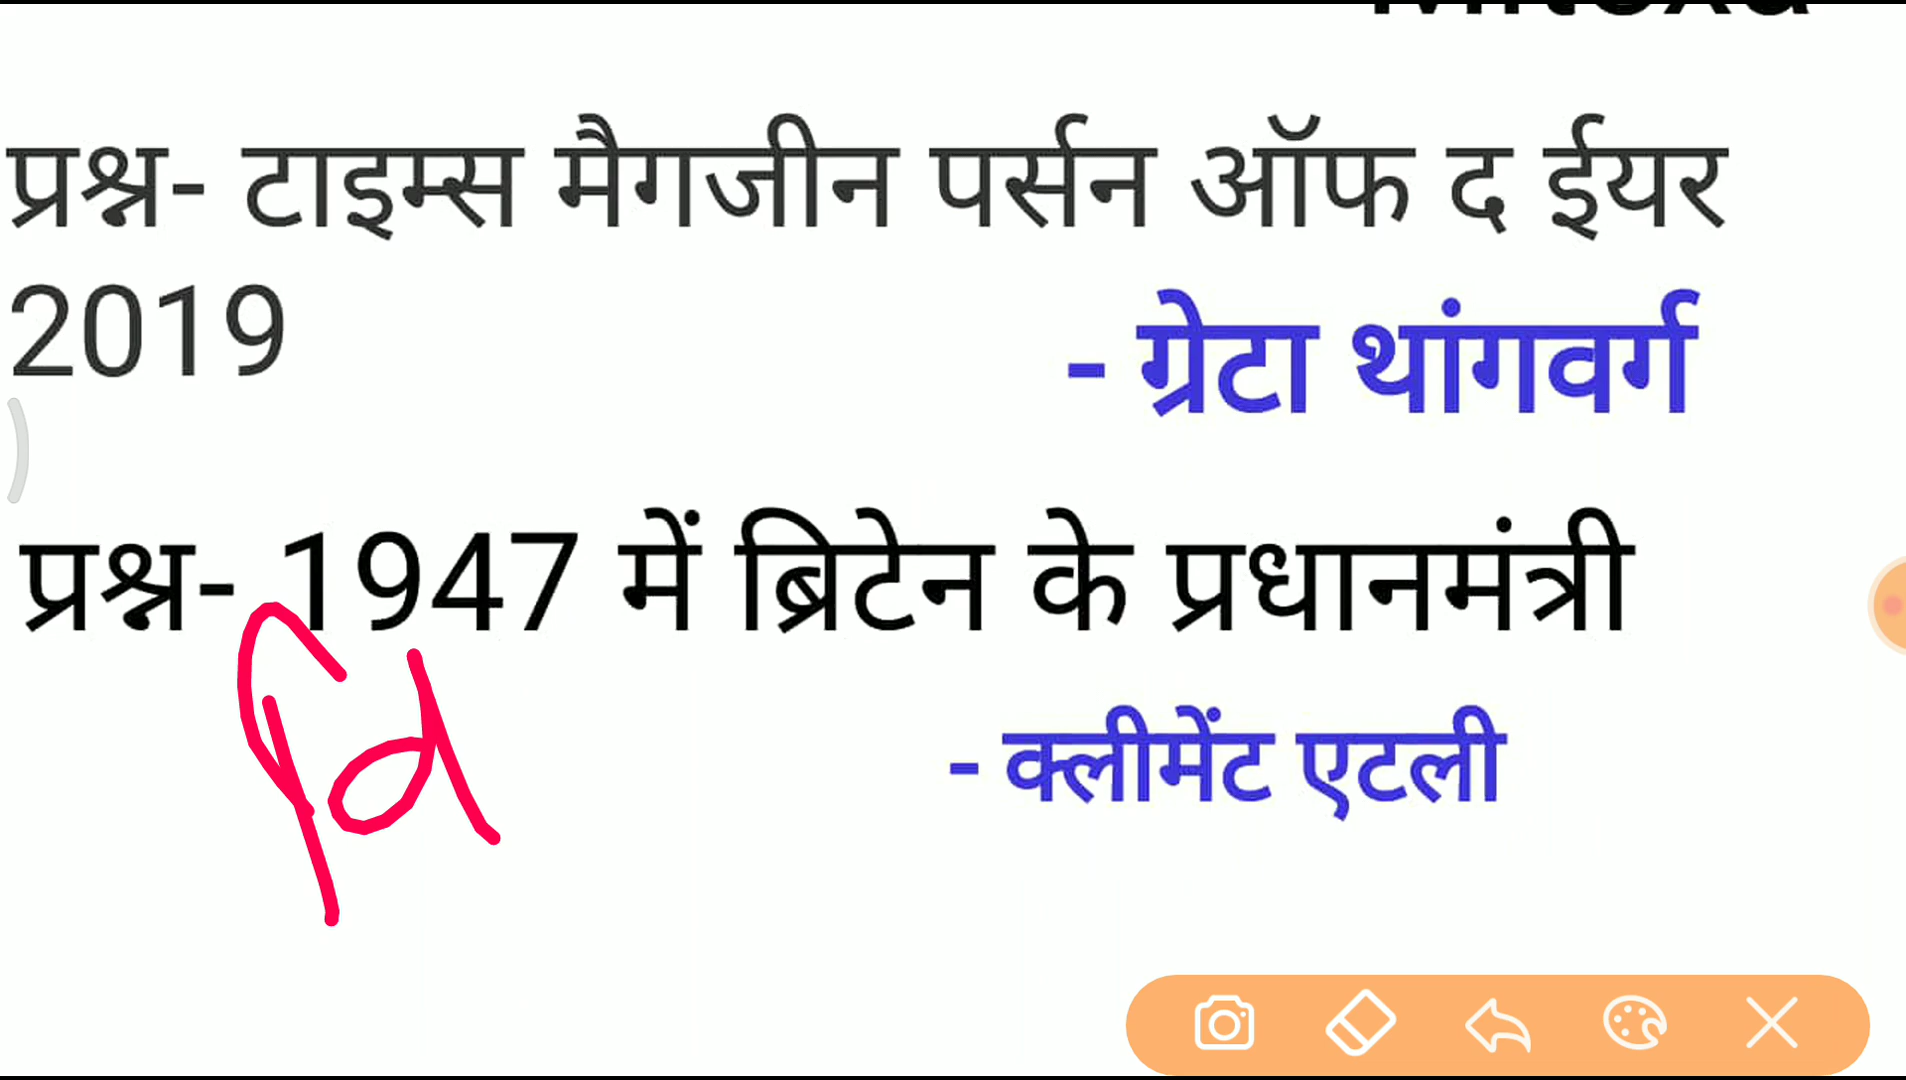 प्रश्न- टाइम्स मैगजीन पर्सन ऑफ द ईयर
2019
- ग्रेटा थांगवर्ग
प्रश्न- 1947 में ब्रिटेन के प्रधानमंत्री
- क्लीमेंट एटली